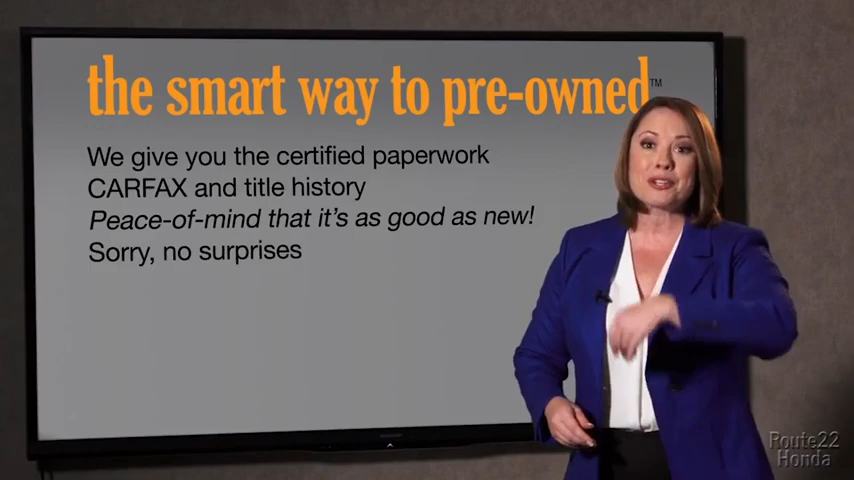 the smart way to pre-owned™
We give you the certified paperwork
CARFAX and title history
Peace-of-mind that it's as good as new!
Sorry, no surprises
Route22
Honda